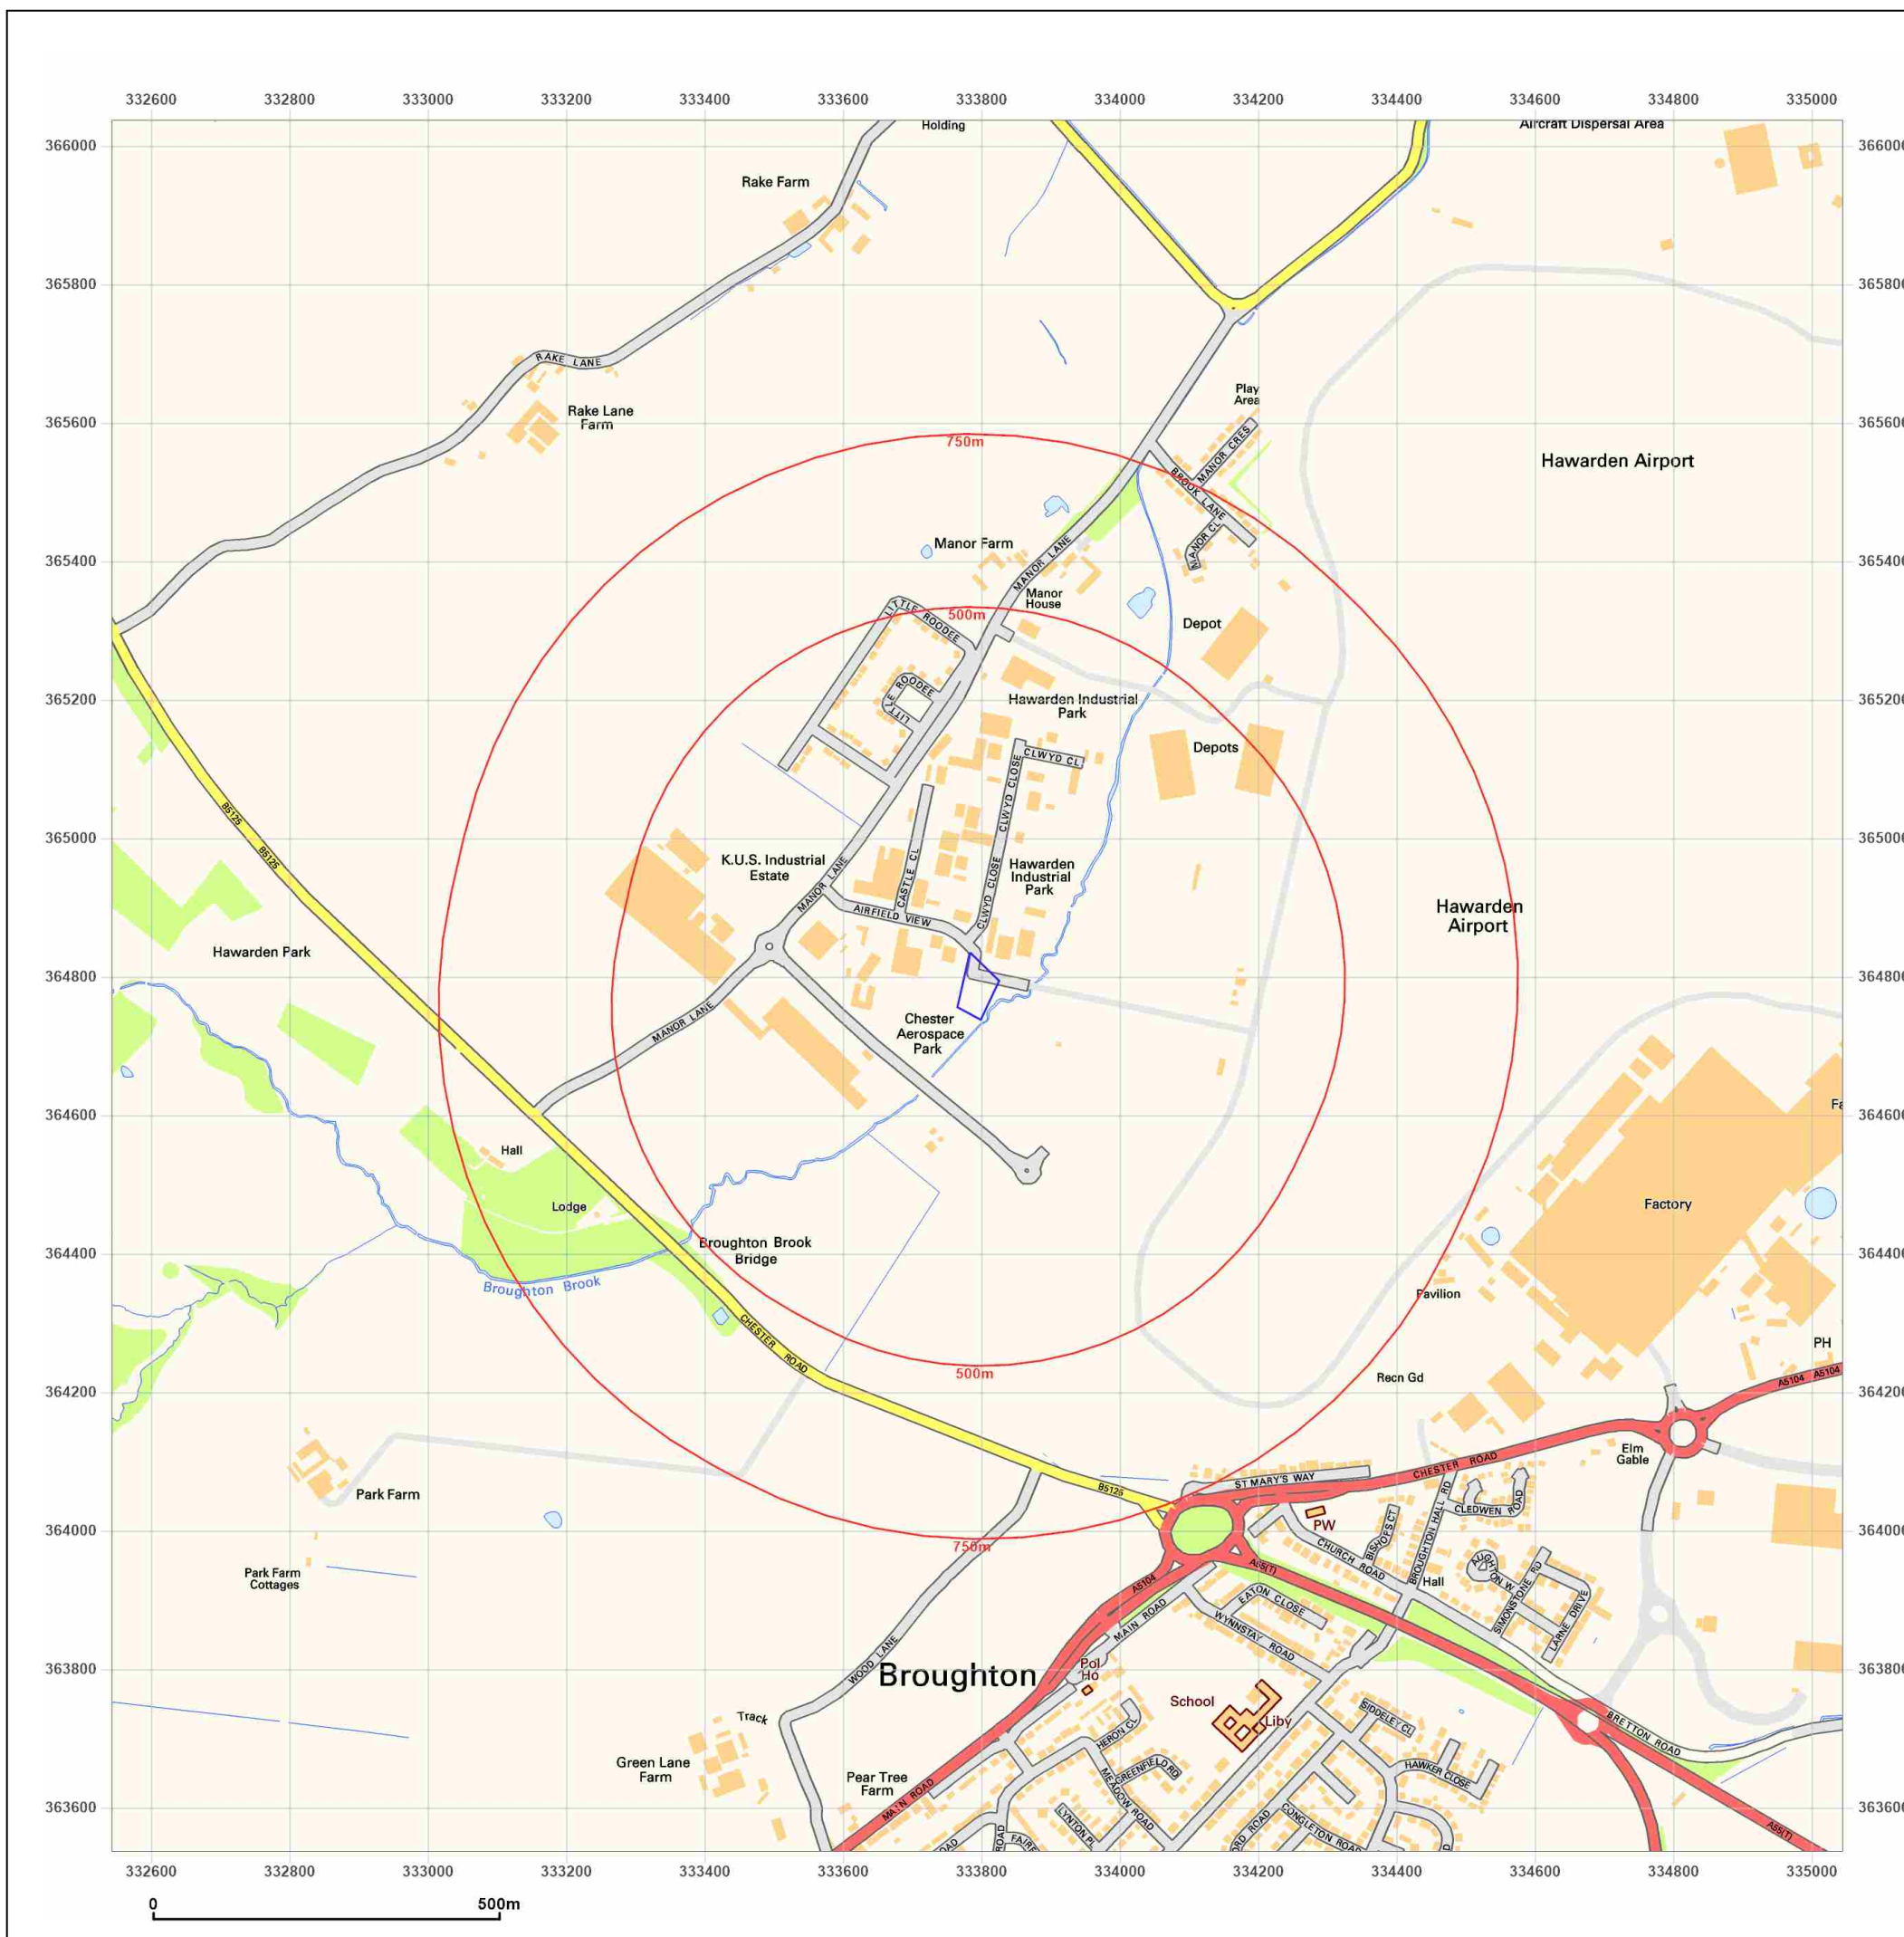 332600 332800 333000 333200 333400 333600 333800 334000 334200 334400 334600 334800 335000
Holding
Aircraft Dispersal Area
366000
Rake Farm
365800
RAKE LANE
Play
Area
Rake Lane
Farm
365600
750m
MANOR CRES
BROOK LANE
MANOR CL
Hawarden Airport
Manor Farm
MANOR LANE
365400
Manor
House
LITTLE ROODEE
500m
Depot
LITTLE ROODEE
Hawarden Industrial
Park
365200
Depots
CLWYD CL
CLWYD CLOSE
B5125
B5125
365000
K.U.S. Industrial
Estate
MANOR LANE
CASTLE CL
CLWYD CLOSE
Hawarden
Industrial
Park
AIRFIELD VIEW
Hawarden
Airport
Hawarden Park
364800
MANOR LANE
Chester
Aerospace
Park
364600
Hall
Lodge
Factory
Broughton Brook
Bridge
364400
Broughton Brook
Pavilion
CHESTER ROAD
PH
500m
Recn Gd
A5104 A5104
364200
Elm
Gable
CHESTER ROAD
ST MARY'S WAY
Park Farm
B5125
CLEDWEN ROAD
PW
BISHOPS CT
BROUGHTON HALL RD
364000
750m
CHURCH ROAD
A55(T)
Park Farm
Cottages
A5104
Hall
SIMONSTONE RD
LARNE DRIVE
EATON CLOSE
MAIN ROAD
WYNNSTAY ROAD
WOOD LANE
363800
Broughton
Pol
Ho
School
Liby
Track
SIDDELEY CL
BRETTON ROAD
HERON CL
Green Lane
Farm
Pear Tree
Farm
GREENFIELD RD
MEADOW ROAD
HAWKER CLOSE
MAIN ROAD
363600
LYNTON PL
CONGLETON ROAD
A55(T)
332600 332800 333000 333200 333400 333600 333800 334000 334200 334400 334600 334800 335000
0 500m